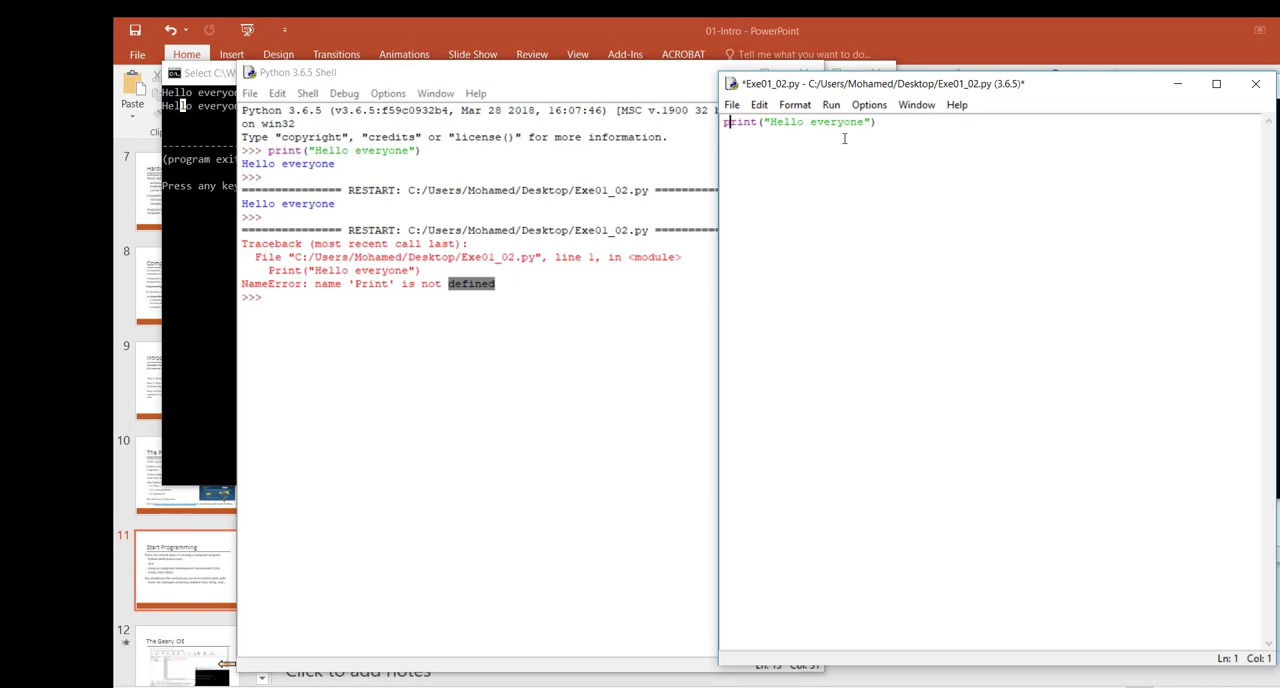 01-Intro - PowerPoint
File Home Insert Design Transitions Animations Slide Show Review View Add-Ins ACROBAT Tell me what you want to do...
Paste
Select C:\W
Hello everyon
Hello everyon
(program exi
Press any key
7
8
9
10
11
Start Programming
12
The Geany IDE
Click to add notes
Python 3.6.5 Shell
File Edit Shell Debug Options Window Help
Python 3.6.5 (v3.6.5:f59c0932b4, Mar 28 2018, 16:07:46) [MSC v.1900 32 b
on win32
Type "copyright", "credits" or "license()" for more information.
>>> print("Hello everyone")
Hello everyone
>>>
=============== RESTART: C:/Users/Mohamed/Desktop/Exe01_02.py ========
Hello everyone
>>>
=============== RESTART: C:/Users/Mohamed/Desktop/Exe01_02.py ========
Traceback (most recent call last):
File "C:/Users/Mohamed/Desktop/Exe01_02.py", line 1, in <module>
Print("Hello everyone")
NameError: name 'Print' is not defined
>>>
*Exe01_02.py - C:/Users/Mohamed/Desktop/Exe01_02.py (3.6.5)*
File Edit Format Run Options Window Help
print("Hello everyone")
Ln: 1 Col: 1